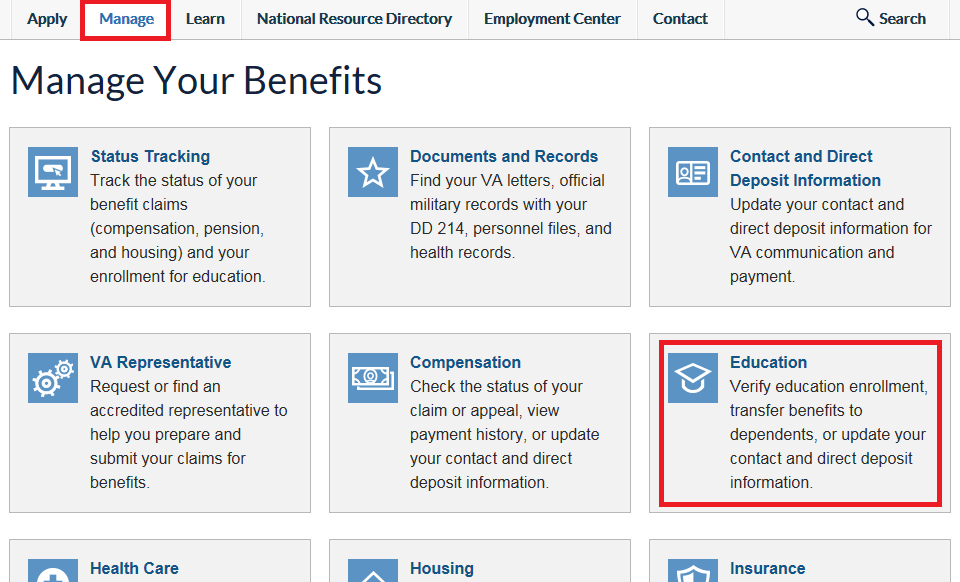 Apply Manage Learn National Resource Directory Employment Center Contact Search
Manage Your Benefits
Status Tracking
Track the status of your
benefit claims
(compensation, pension,
and housing) and your
enrollment for education.
Documents and Records
Find your VA letters, official
military records with your
DD 214, personnel files, and
health records.
Contact and Direct
Deposit Information
Update your contact and
direct deposit information for
VA communication and
payment.
VA Representative
Request or find an
accredited representative to
help you prepare and
submit your claims for
benefits.
Compensation
Check the status of your
claim or appeal, view
payment history, or update
your contact and direct
deposit information.
Education
Verify education enrollment,
transfer benefits to
dependents, or update your
contact and direct deposit
information.
Health Care
Housing
Insurance